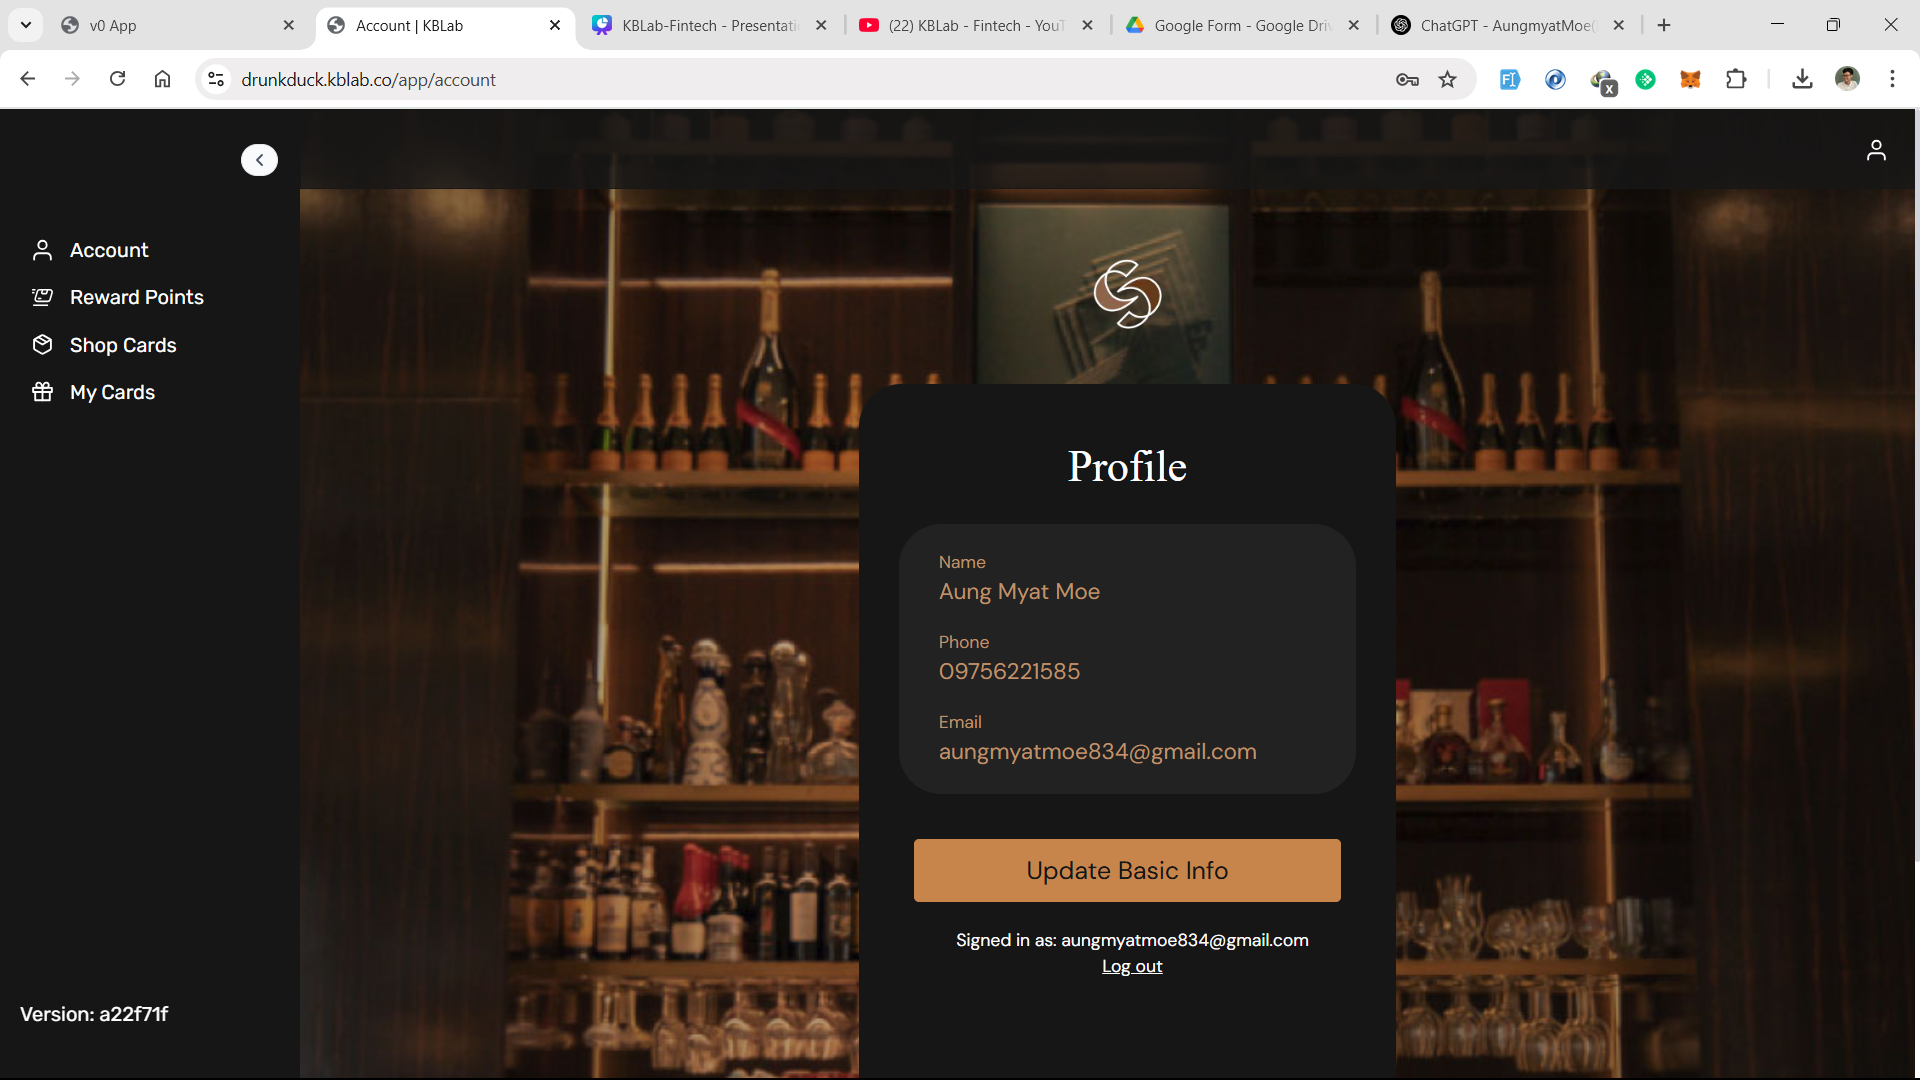 v0 App
Account | KBLab
KBLab-Fintech - Presentati
(22) KBLab - Fintech - YouT
Google Form - Google Driv
ChatGPT - AungmyatMoe(
drunkduck.kblab.co/app/account
Account
Reward Points
Shop Cards
My Cards
Profile
Name
Aung Myat Moe
Phone
09756221585
Email
aungmyatmoe834@gmail.com
Update Basic Info
Signed in as: aungmyatmoe834@gmail.com
Log out
Version: a22f71f